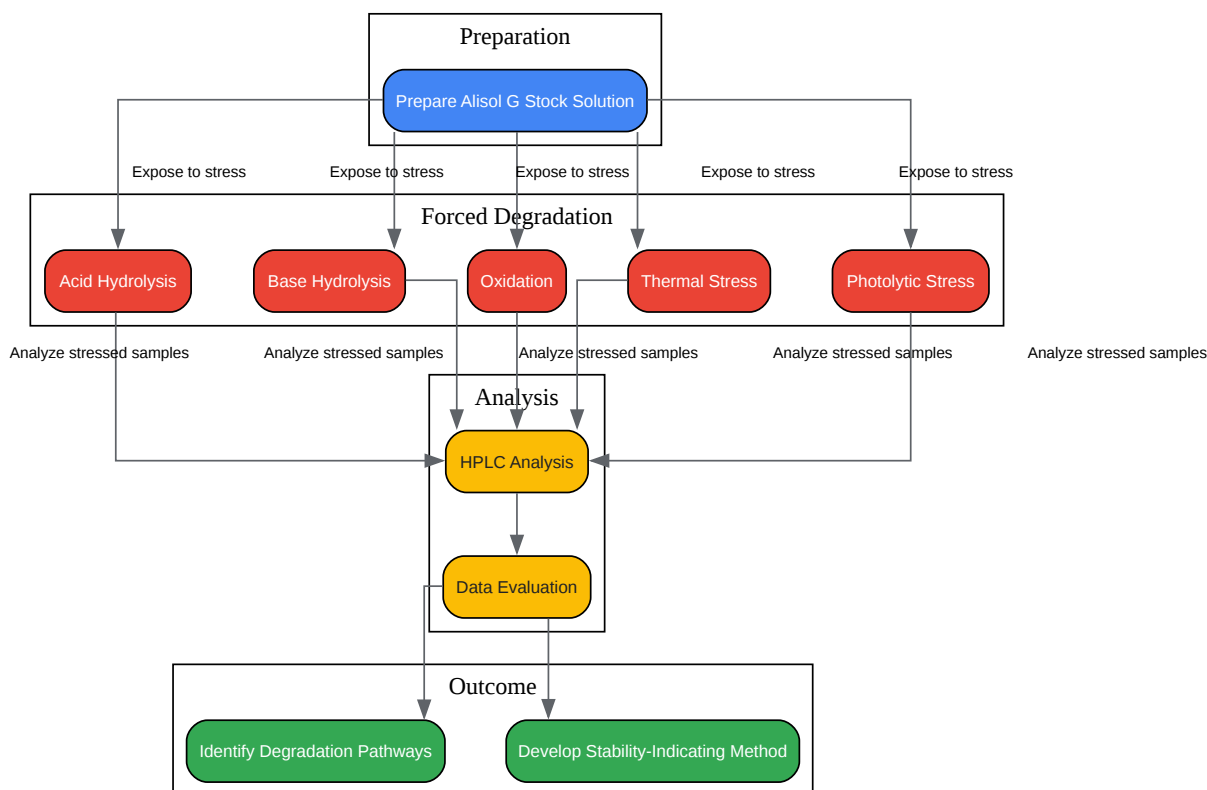 Preparation
Prepare Alisol G Stock Solution
Expose to stress
Expose to stress
Expose to stress
Expose to stress
Expose to stress
Forced Degradation
Acid Hydrolysis
Base Hydrolysis
Oxidation
Thermal Stress
Photolytic Stress
Analyze stressed samples
Analyze stressed samples
Analyze stressed samples
Analyze stressed samples
Analyze stressed samples
Analysis
HPLC Analysis
Data Evaluation
Outcome
Identify Degradation Pathways
Develop Stability-Indicating Method